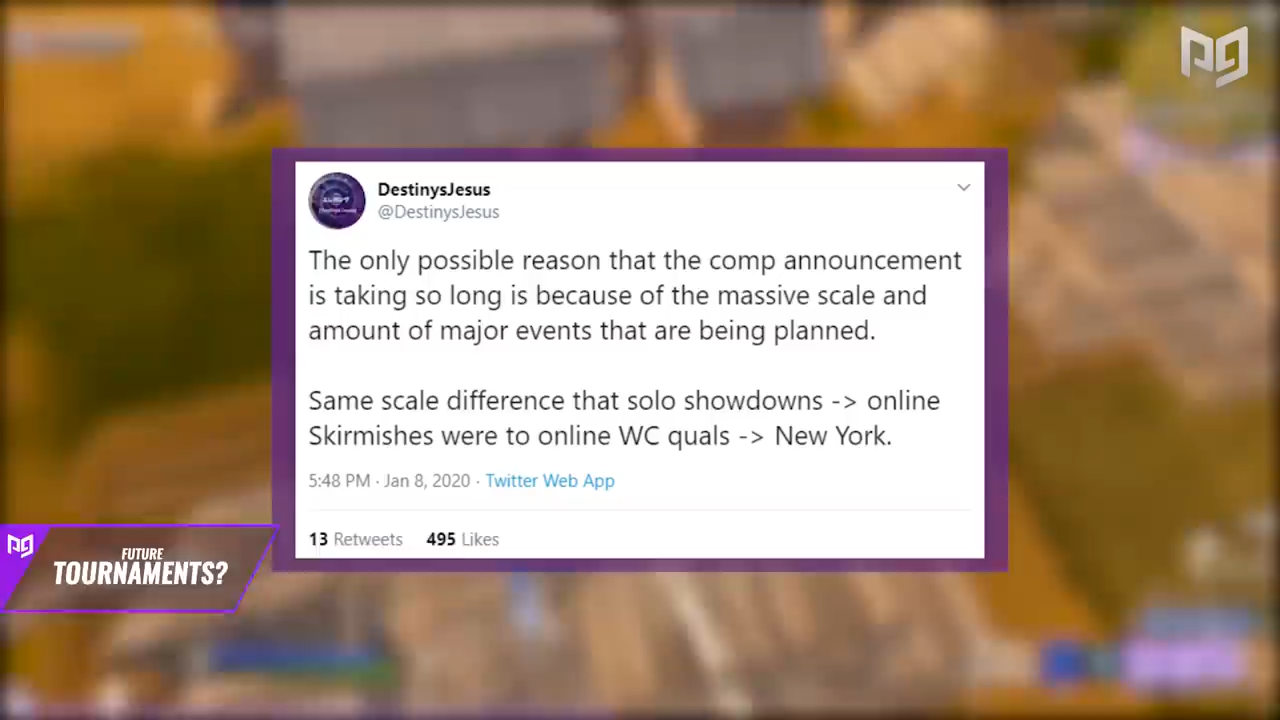 PG
DestinysJesus
@DestinysJesus
The only possible reason that the comp announcement
is taking so long is because of the massive scale and
amount of major events that are being planned.
Same scale difference that solo showdowns -> online
Skirmishes were to online WC quals -> New York.
5:48 PM · Jan 8, 2020 · Twitter Web App
13 Retweets 495 Likes
PG
FUTURE
TOURNAMENTS?